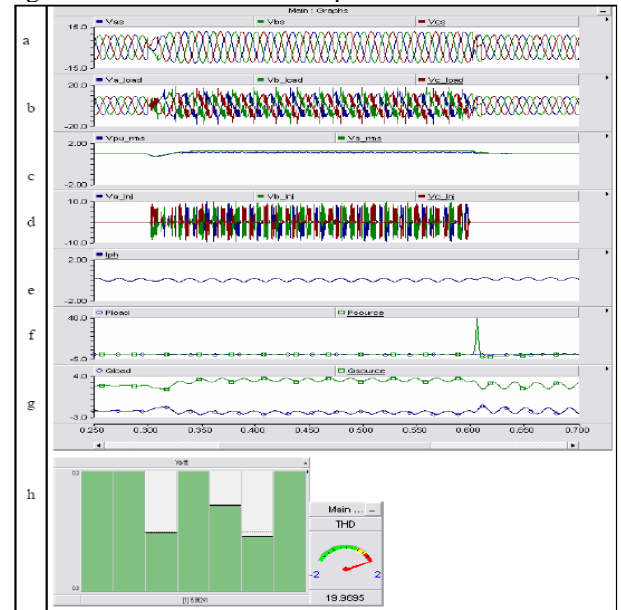 Main : Graphs
a
Vas Vbs Vcs
15.0
-15.0
b
Va_load Vb_load Vc_load
20.0
-20.0
c
Vpu_rms Vs_rms
2.00
-2.00
d
Va_inj Vb_inj Vc_inj
10.0
-10.0
e
Iph
2.00
-2.00
f
Pload Psource
40.0
-5.0
g
Qload Qsource
4.0
-3.0
0.250 0.300 0.350 0.400 0.450 0.500 0.550 0.600 0.650 0.700
h
0.0
Main ...
THD
-2 2
19.9695